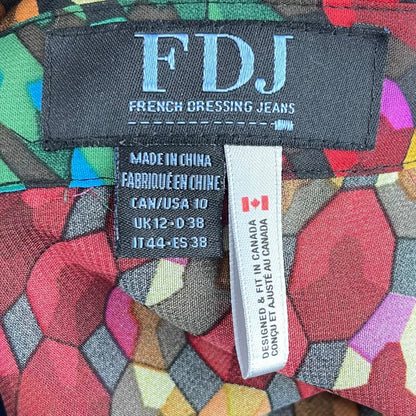 FDJ
FRENCH DRESSING JEANS
MADE IN CHINA
FABRIQUÉ EN CHINE
CAN/USA 10
UK 12-D 38
IT 44-ES 38
DESIGNED & FIT IN CANADA
CONÇU ET AJUSTÉ AU CANADA